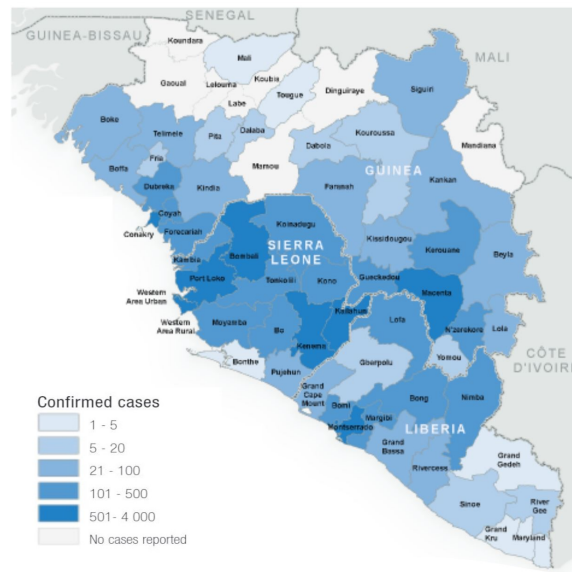 SENEGAL
GUINEA-BISSAU
MALI
Koundara
Mali
Koubia
Gaoual
Lelouma
Labe
Tougue
Dinguiraye
Siguiri
Boke
Telimele
Pita
Dalaba
Kouroussa
Mandiana
Dabola
Fria
Mamou
Boffa
Dubreka
Kindia
GUINEA
Faranah
Kankan
Coyah
Conakry
Forecariah
Koinadugu
Kissidougou
Kerouane
Beyla
Kambia
Bombali
SIERRA
LEONE
Port Loko
Tonkolili
Kono
Gueckedou
Macenta
Western
Area Urban
Kailahun
Lofa
N'zerekore
Lola
Western
Area Rural
Moyamba
Bo
Kenema
Yomou
CÔTE
D'IVOIRE
Bonthe
Pujehun
Gbarpolu
Grand
Cape
Mount
Bong
Nimba
Bomi
Margibi
Montserrado
LIBERIA
Grand
Bassa
Rivercess
Grand
Gedeh
Sinoe
River
Gee
Grand
Kru
Maryland
Confirmed cases
1 - 5
5 - 20
21 - 100
101 - 500
501- 4 000
No cases reported